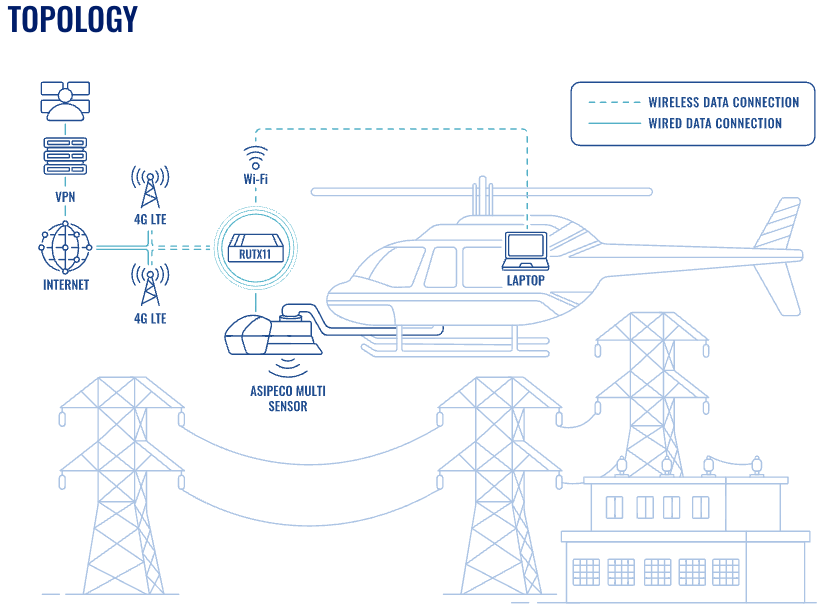 TOPOLOGY
WIRELESS DATA CONNECTION
WIRED DATA CONNECTION
Wi-Fi
VPN
4G LTE
RUTX11
INTERNET
LAPTOP
4G LTE
ASIPECO MULTI
SENSOR